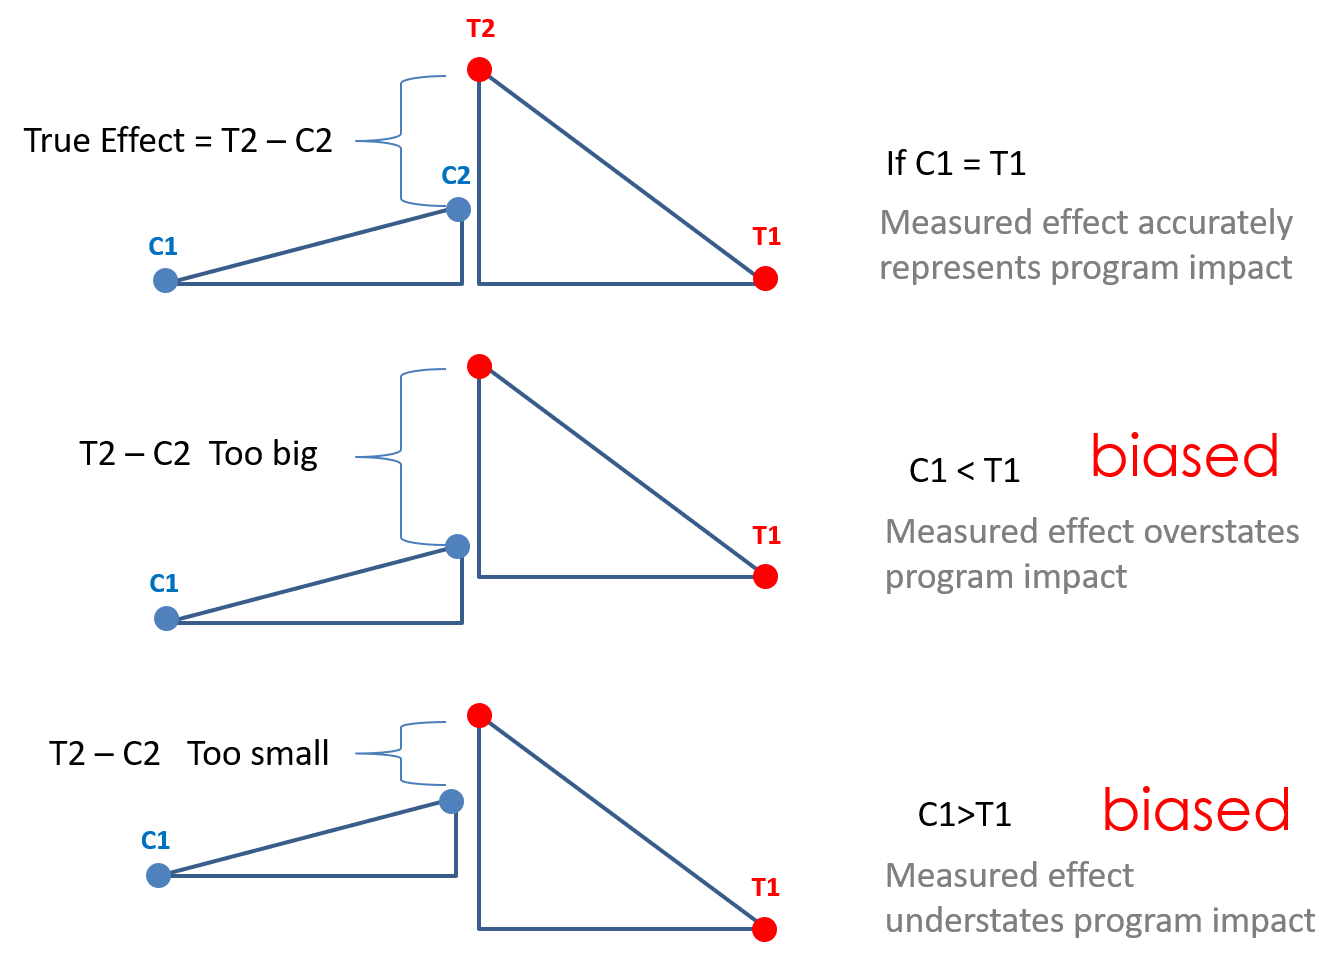 T2
True Effect = T2 – C2
C2
If C1 = T1
C1
T1
Measured effect accurately
represents program impact
T2 – C2 Too big
biased
C1 < T1
C1
T1
Measured effect overstates
program impact
T2 – C2 Too small
biased
C1>T1
C1
T1
Measured effect
understates program impact